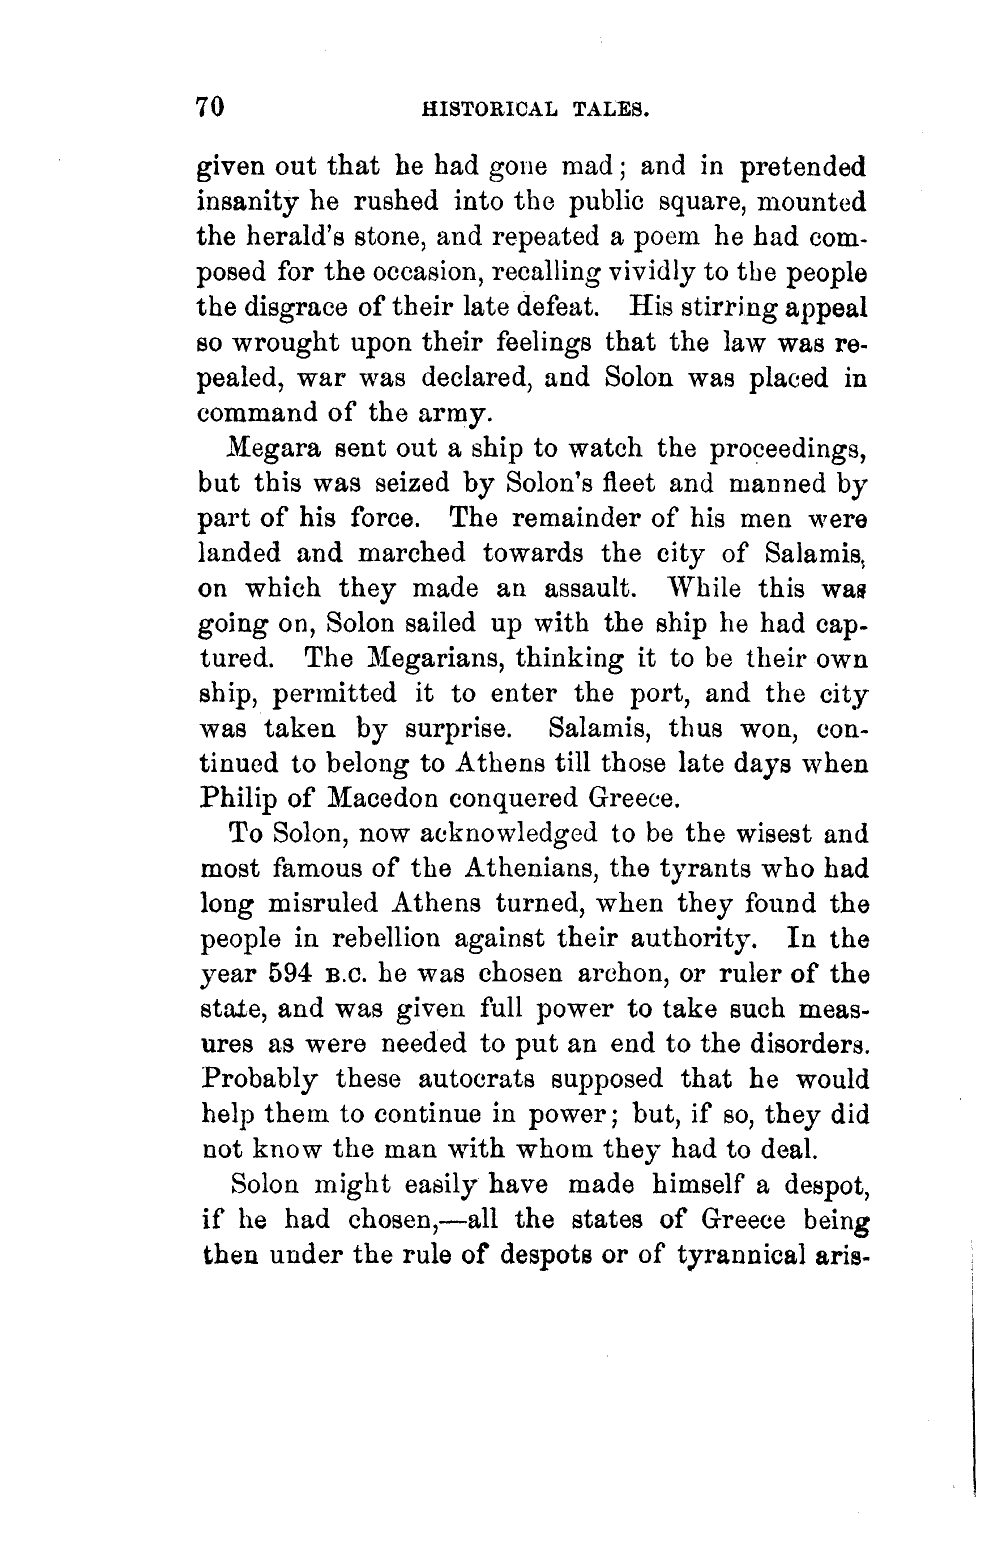 70 HISTORICAL TALES.
given out that he had gone mad; and in pretended
insanity he rushed into the public square, mounted
the herald's stone, and repeated a poem he had com-
posed for the occasion, recalling vividly to the people
the disgrace of their late defeat. His stirring appeal
so wrought upon their feelings that the law was re-
pealed, war was declared, and Solon was placed in
command of the army.
Megara sent out a ship to watch the proceedings,
but this was seized by Solon's fleet and manned by
part of his force. The remainder of his men were
landed and marched towards the city of Salamis,
on which they made an assault. While this was
going on, Solon sailed up with the ship he had cap-
tured. The Megarians, thinking it to be their own
ship, permitted it to enter the port, and the city
was taken by surprise. Salamis, thus won, con-
tinued to belong to Athens till those late days when
Philip of Macedon conquered Greece.
To Solon, now acknowledged to be the wisest and
most famous of the Athenians, the tyrants who had
long misruled Athens turned, when they found the
people in rebellion against their authority. In the
year 594 B.C. he was chosen archon, or ruler of the
state, and was given full power to take such meas-
ures as were needed to put an end to the disorders.
Probably these autocrats supposed that he would
help them to continue in power; but, if so, they did
not know the man with whom they had to deal.
Solon might easily have made himself a despot,
if he had chosen,—all the states of Greece being
then under the rule of despots or of tyrannical aris-